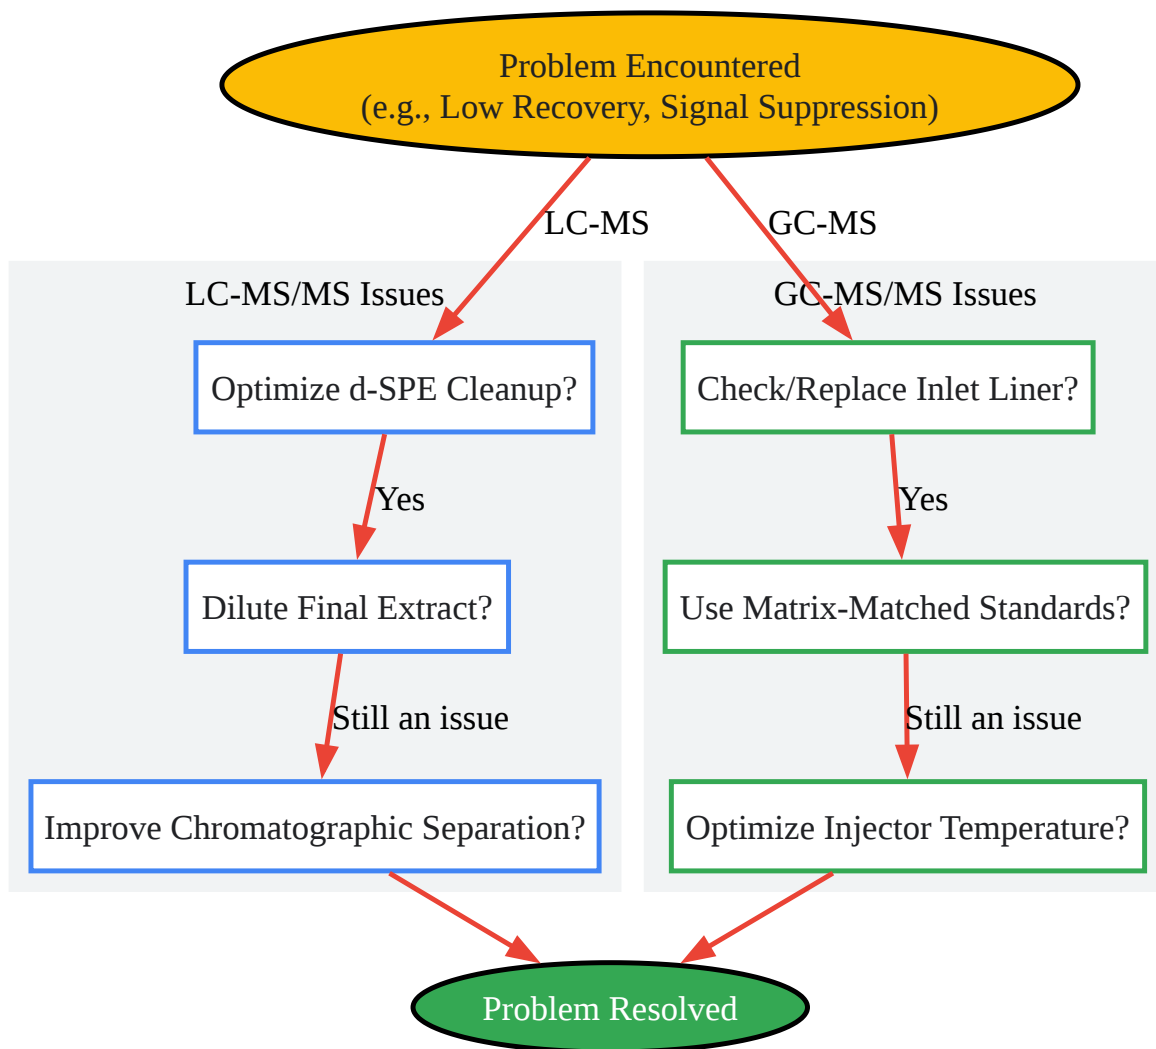 Problem Encountered
(e.g., Low Recovery, Signal Suppression)
LC-MS
GC-MS
LC-MS/MS Issues
GC-MS/MS Issues
Optimize d-SPE Cleanup?
Check/Replace Inlet Liner?
Yes
Yes
Dilute Final Extract?
Use Matrix-Matched Standards?
Still an issue
Still an issue
Improve Chromatographic Separation?
Optimize Injector Temperature?
Problem Resolved